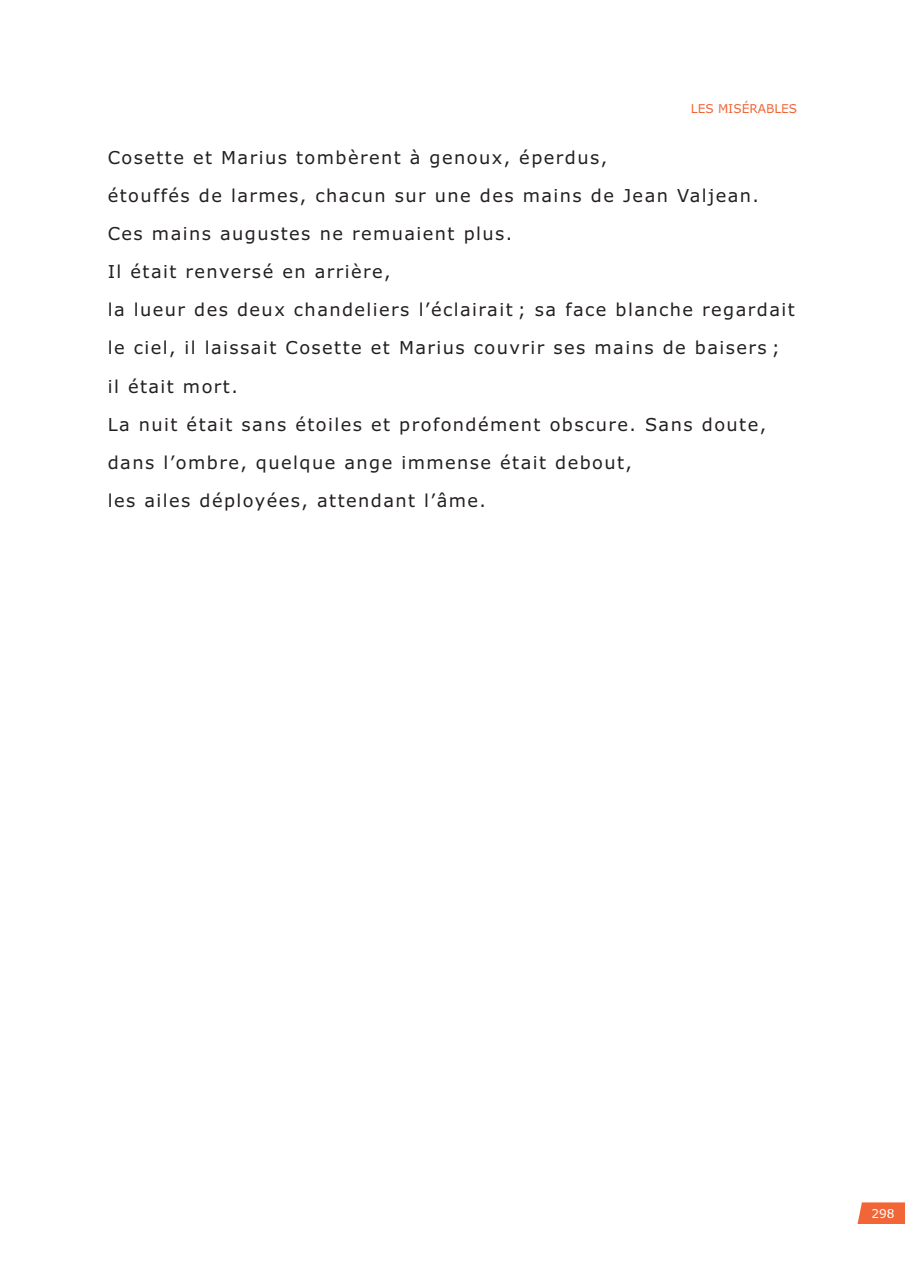 LES MISÉRABLES
Cosette et Marius tombèrent à genoux, éperdus,
étouffés de larmes, chacun sur une des mains de Jean Valjean.
Ces mains augustes ne remuaient plus.
Il était renversé en arrière,
la lueur des deux chandeliers l’éclairait ; sa face blanche regardait
le ciel, il laissait Cosette et Marius couvrir ses mains de baisers ;
il était mort.
La nuit était sans étoiles et profondément obscure. Sans doute,
dans l’ombre, quelque ange immense était debout,
les ailes déployées, attendant l’âme.
298